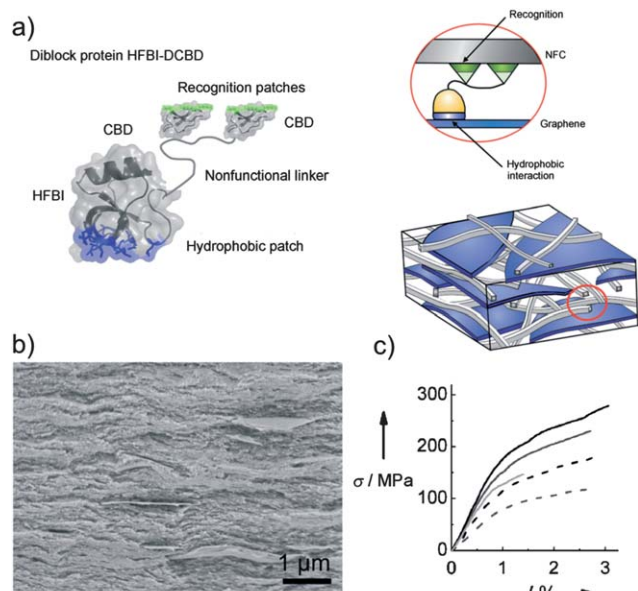 a)
Diblock protein HFBI-DCBD
Recognition patches
CBD
CBD
Nonfunctional linker
HFBI
Hydrophobic patch
Recognition
NFC
Graphene
Hydrophobic
interaction
b)
1 μm
c)
300
200
100
0
σ / MPa
0 1 2 3